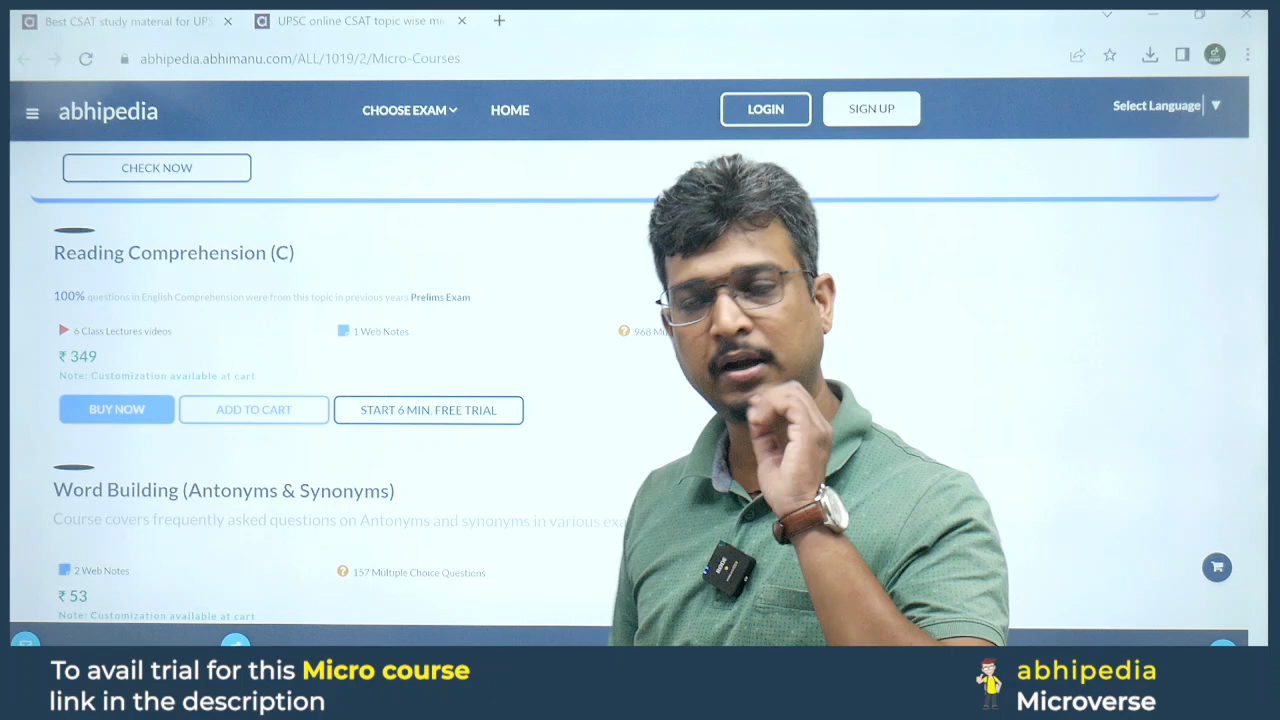 Best CSAT study material for UPS
UPSC online CSAT topic wise mi
abhipedia.abhimanu.com/ALL/1019/2/Micro-Courses
abhipedia CHOOSE EXAM HOME LOGIN SIGN UP Select Language
CHECK NOW
Reading Comprehension (C)
100% questions in English Comprehension were from this topic in previous years Prelims Exam
6 Class Lectures videos 1 Web Notes 968
₹ 349
Note: Customization available at cart
BUY NOW ADD TO CART START 6 MIN. FREE TRIAL
Word Building (Antonyms & Synonyms)
Course covers frequently asked questions on Antonyms and synonyms in various
2 Web Notes 157 Multiple Choice Questions
₹ 53
Note: Customization available at cart
RODE
To avail trial for this Micro course
link in the description
abhipedia
Microverse